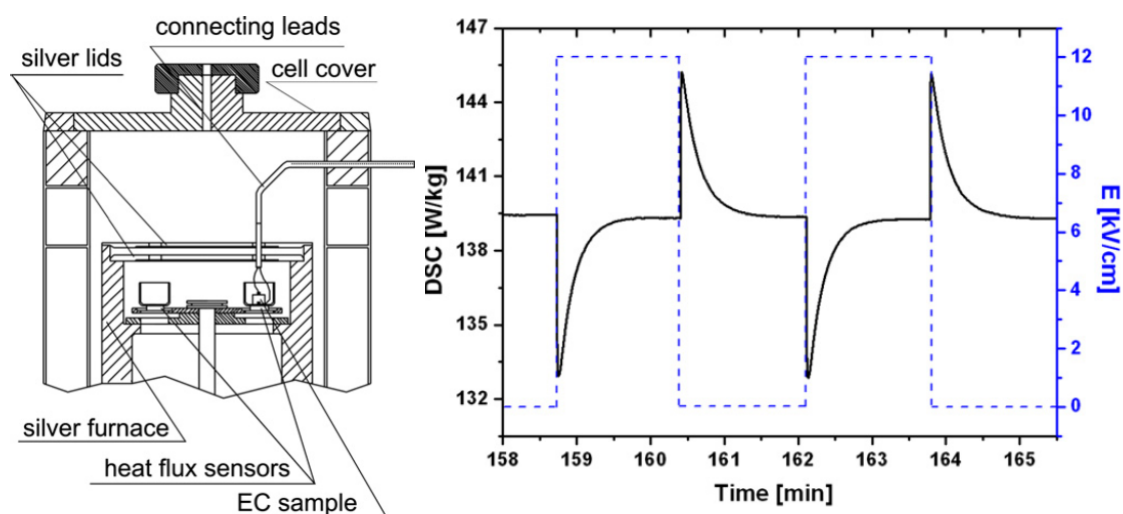 connecting leads
silver lids
cell cover
silver furnace
heat flux sensors
EC sample
147
144
141
138
135
132
DSC [W/kg]
158 159 160 161 162 163 164 165
Time [min]
12
10
8
6
4
2
0
E [kV/cm]